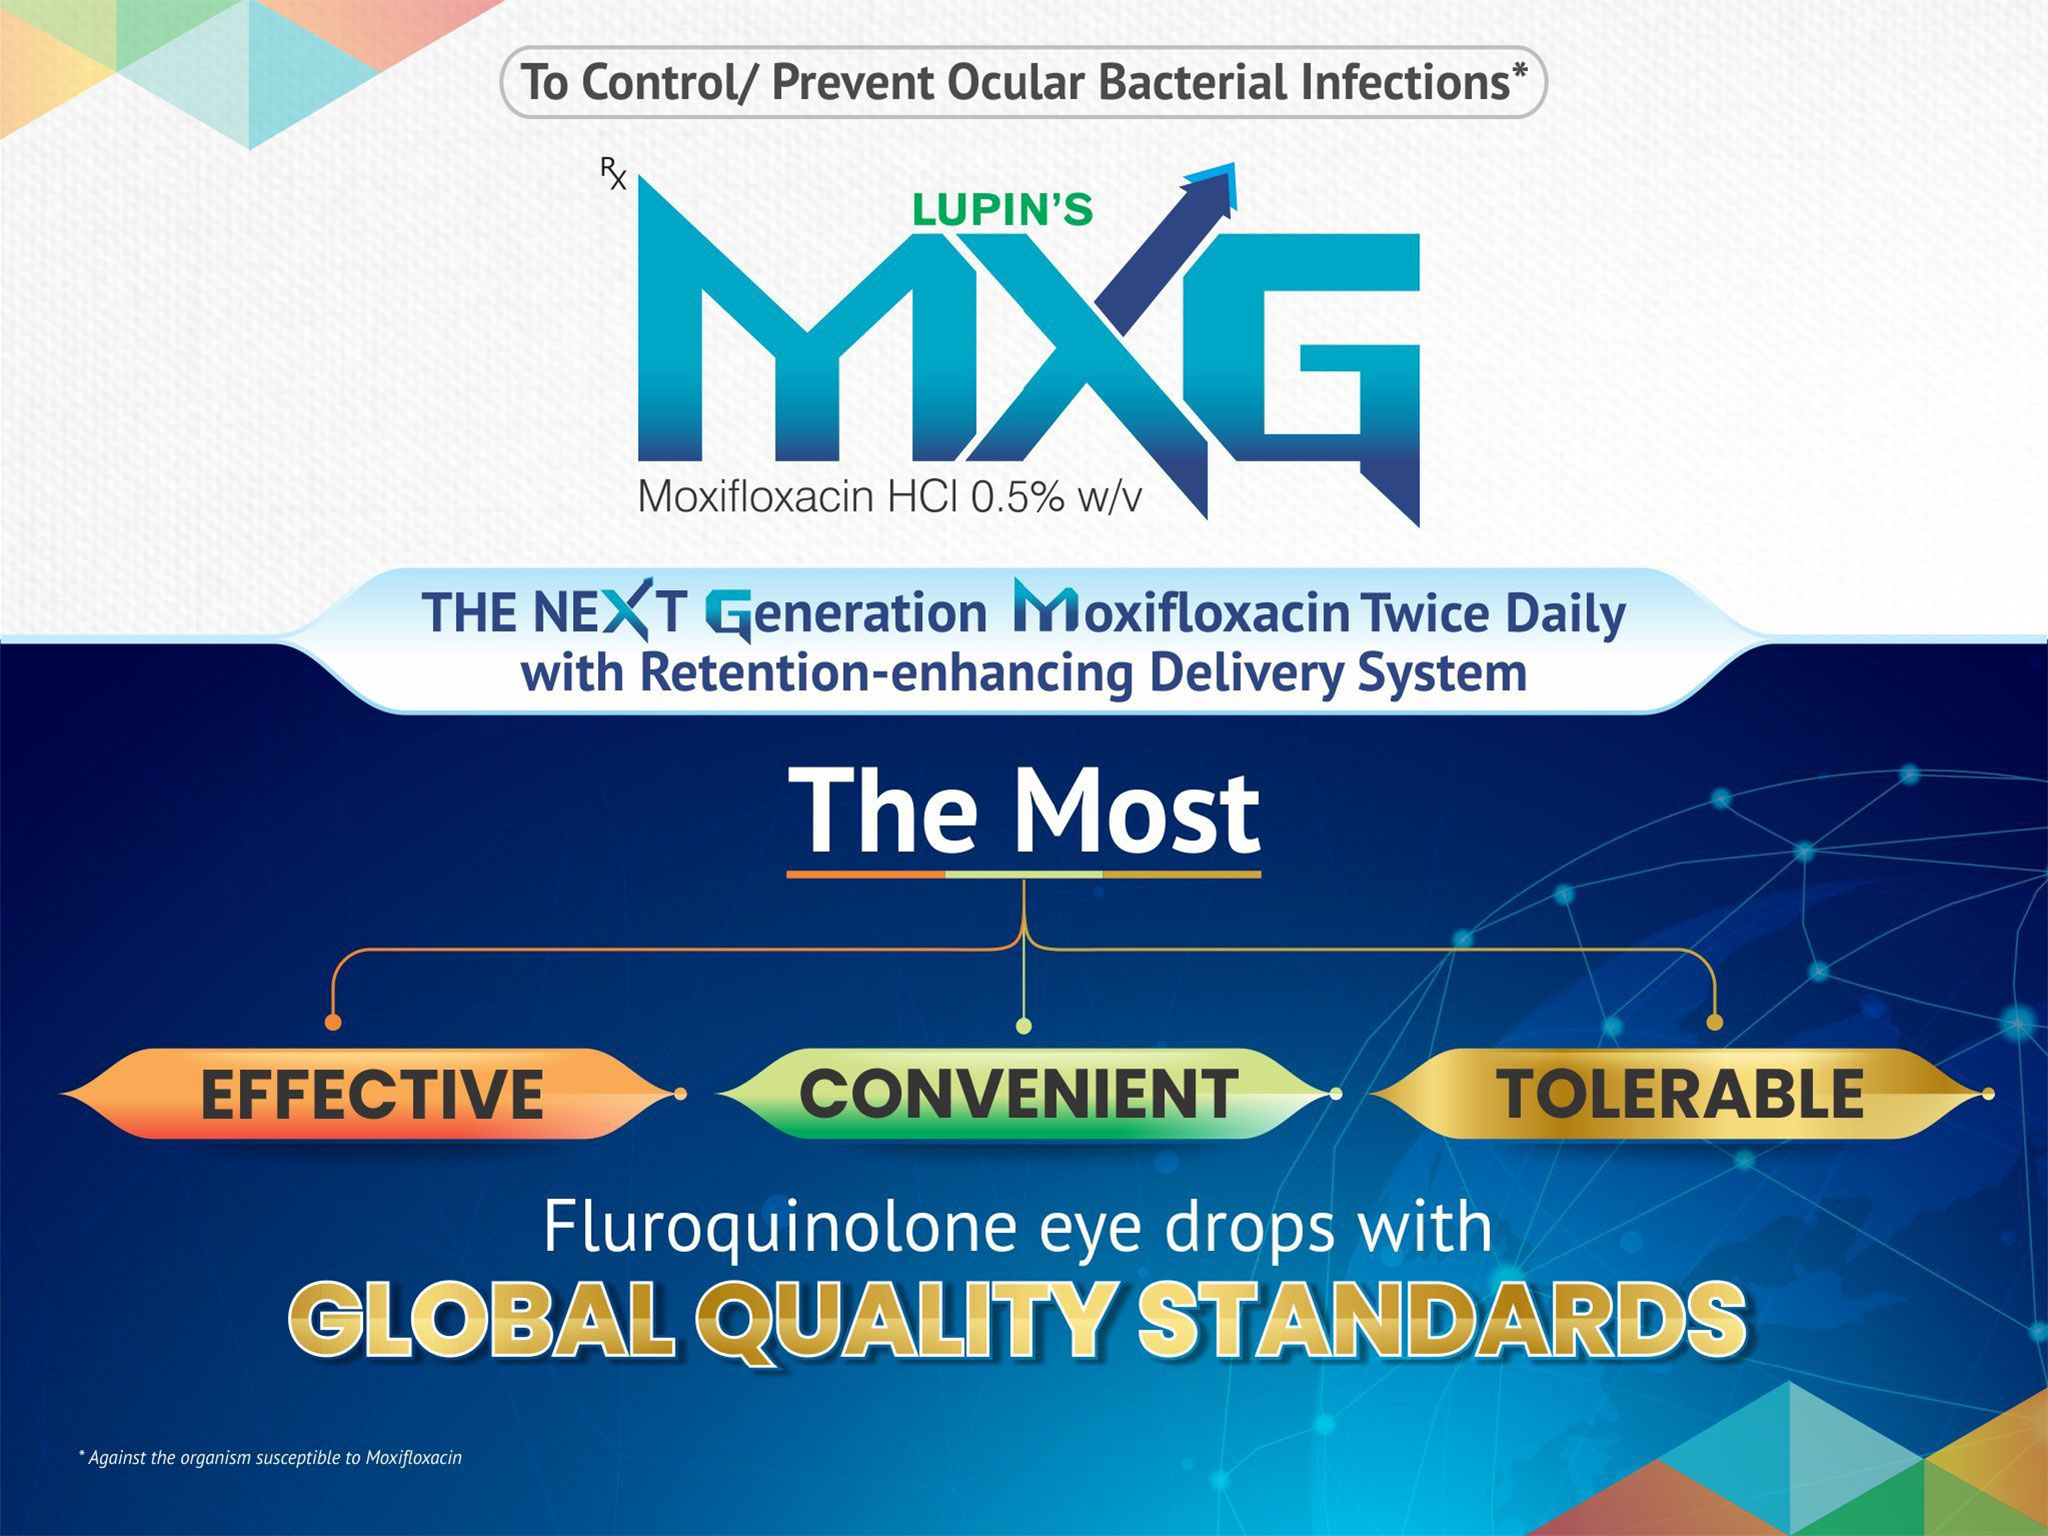 To Control/ Prevent Ocular Bacterial Infections*
Rx
LUPIN'S
MXG
Moxifloxacin HCl 0.5% w/v
THE NEXT Generation Moxifloxacin Twice Daily
with Retention-enhancing Delivery System
The Most
EFFECTIVE
CONVENIENT
TOLERABLE
Fluroquinolone eye drops with
GLOBAL QUALITY STANDARDS
* Against the organism susceptible to Moxifloxacin